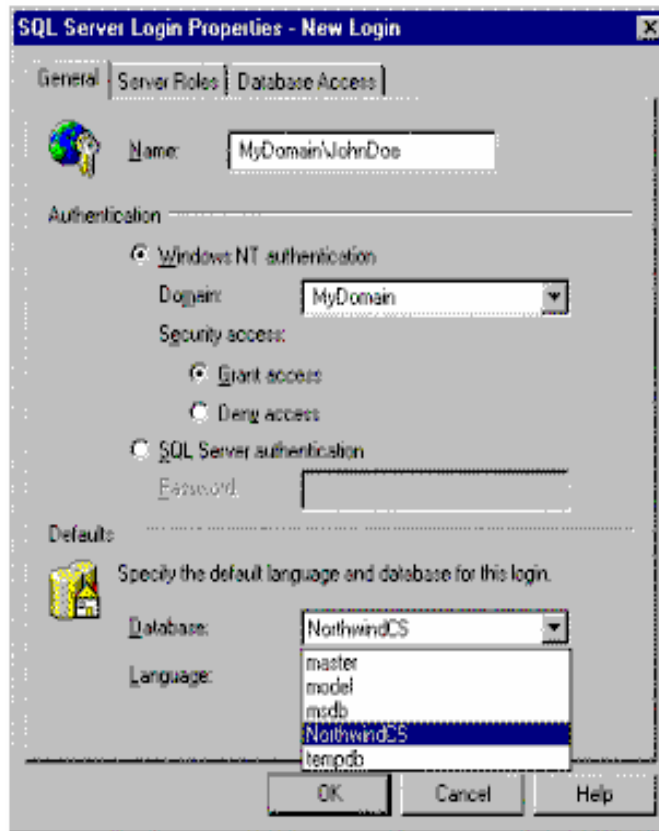 SQL Server Login Properties - New Login
General Server Roles Database Access
Name: MyDomain\JohnDoe
Authentication
Windows NT authentication
Domain: MyDomain
Security access:
Grant access
Deny access
SQL Server authentication
Password:
Defaults
Specify the default language and database for this login.
Database: NorthwindCS
Language:
master
model
msdb
NorthwindCS
tempdb
OK Cancel Help